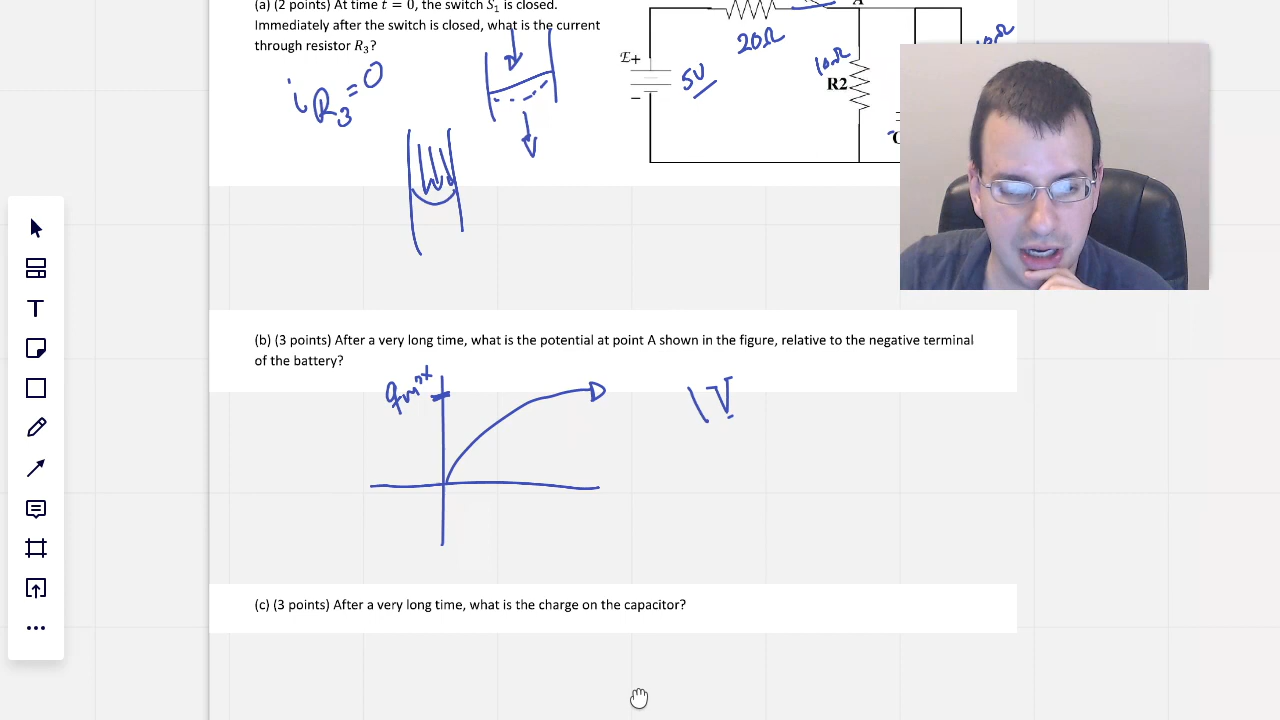 (a) (2 points) At time t = 0, the switch S₁ is closed.
Immediately after the switch is closed, what is the current
through resistor R₃?
i_R₃ = 0
ℰ+
−
5V
20Ω
A
10Ω
R2
10Ω
(b) (3 points) After a very long time, what is the potential at point A shown in the figure, relative to the negative terminal
of the battery?
1V
(c) (3 points) After a very long time, what is the charge on the capacitor?
T